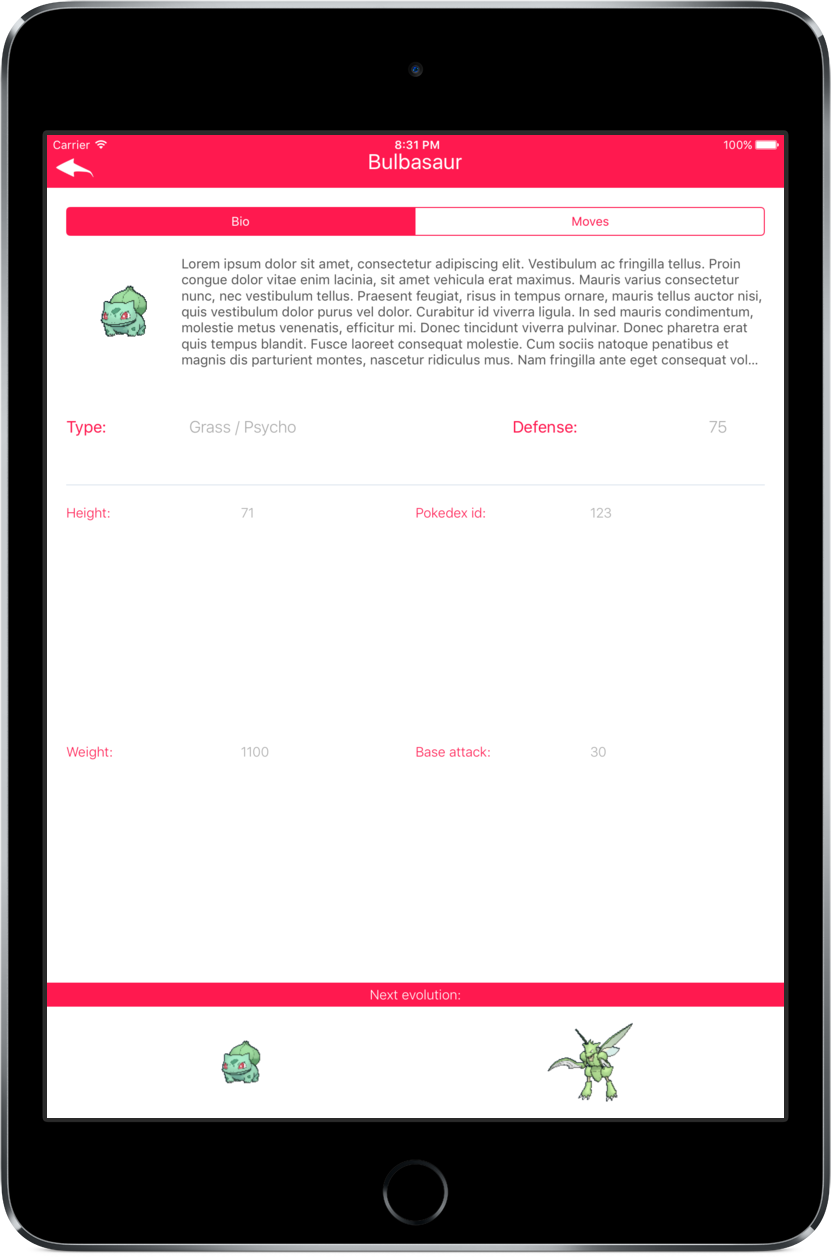 Carrier
8:31 PM
100%
Bulbasaur
Bio
Moves
Lorem ipsum dolor sit amet, consectetur adipiscing elit. Vestibulum ac fringilla tellus. Proin
congue dolor vitae enim lacinia, sit amet vehicula erat maximus. Mauris varius consectetur
nunc, nec vestibulum tellus. Praesent feugiat, risus in tempus ornare, mauris tellus auctor nisi,
quis vestibulum dolor purus vel dolor. Curabitur id viverra ligula. In sed mauris condimentum,
molestie metus venenatis, efficitur mi. Donec tincidunt viverra pulvinar. Donec pharetra erat
quis tempus blandit. Fusce laoreet consequat molestie. Cum sociis natoque penatibus et
magnis dis parturient montes, nascetur ridiculus mus. Nam fringilla ante eget consequat vol...
Type: Grass / Psycho Defense: 75
Height: 71 Pokedex id: 123
Weight: 1100 Base attack: 30
Next evolution: